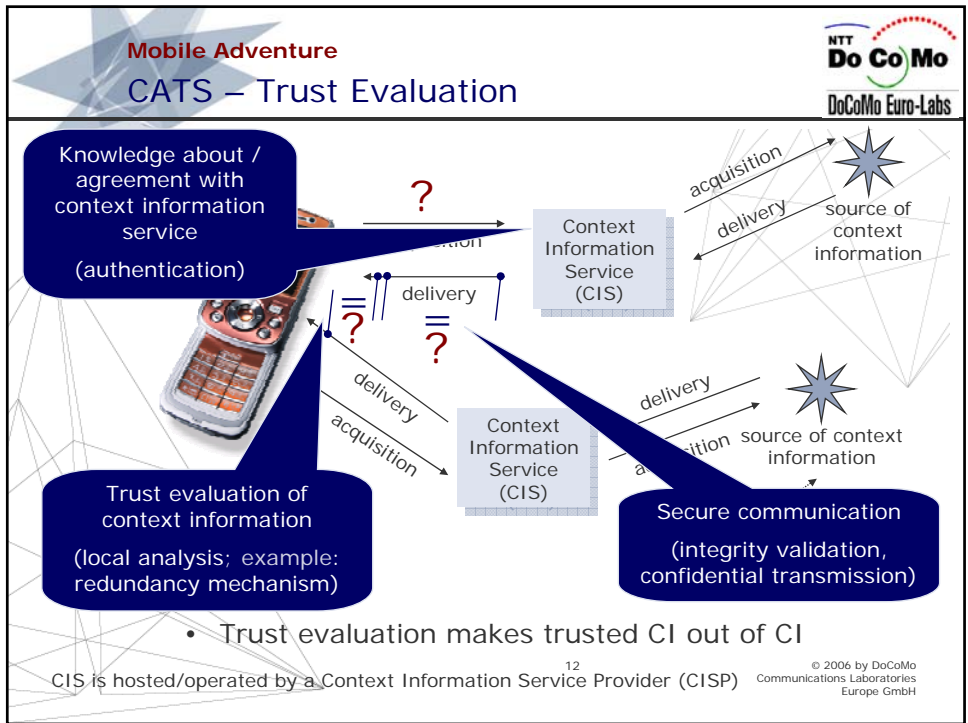 Mobile Adventure
CATS – Trust Evaluation
NTT
Do Co Mo
DoCoMo Euro-Labs
Knowledge about /
agreement with
context information
service
(authentication)
?
Context
Information
Service
(CIS)
acquisition
delivery
source of
context
information
delivery
=
?
=
?
delivery
acquisition
Context
Information
Service
(CIS)
delivery
acquisition
source of context
information
Trust evaluation of
context information
(local analysis; example:
redundancy mechanism)
Secure communication
(integrity validation,
confidential transmission)
• Trust evaluation makes trusted CI out of CI
CIS is hosted/operated by a Context Information Service Provider (CISP)
12
© 2006 by DoCoMo
Communications Laboratories
Europe GmbH